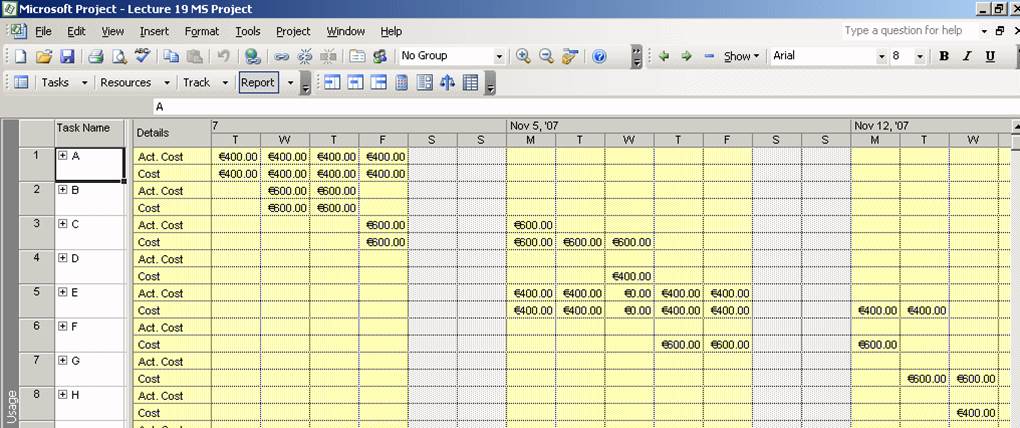 Microsoft Project - Lecture 19 MS Project
File Edit View Insert Format Tools Project Window Help Type a question for help
No Group Show Arial 8 B I U
Tasks Resources Track Report
A
Task Name Details 7 Nov 5, '07 Nov 12, '07
T W T F S S M T W T F S S M T W
1 A Act. Cost €400.00 €400.00 €400.00 €400.00
Cost €400.00 €400.00 €400.00 €400.00
2 B Act. Cost €600.00 €600.00
Cost €600.00 €600.00
3 C Act. Cost €600.00 €600.00
Cost €600.00 €600.00 €600.00 €600.00
4 D Act. Cost
Cost €400.00
5 E Act. Cost €400.00 €400.00 €0.00 €400.00 €400.00
Cost €400.00 €400.00 €0.00 €400.00 €400.00 €400.00 €400.00
6 F Act. Cost
Cost €600.00 €600.00 €600.00
7 G Act. Cost
Cost €600.00 €600.00
8 H Act. Cost
Cost €400.00
Usage